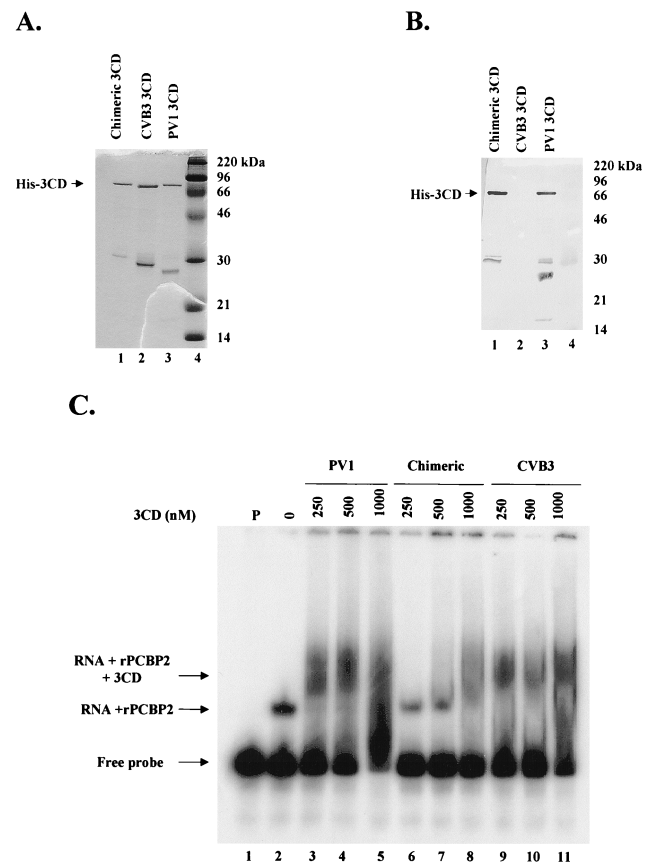 A.
Chimeric 3CD
CVB3 3CD
PV1 3CD
His-3CD
220 kDa
96
66
46
30
21
14
1 2 3 4
B.
Chimeric 3CD
CVB3 3CD
PV1 3CD
His-3CD
220 kDa
96
66
46
30
21
14
1 2 3 4
C.
PV1 Chimeric CVB3
3CD (nM) P 0 250 500 1000 250 500 1000 250 500 1000
RNA + rPCBP2
+ 3CD
RNA +rPCBP2
Free probe
1 2 3 4 5 6 7 8 9 10 11